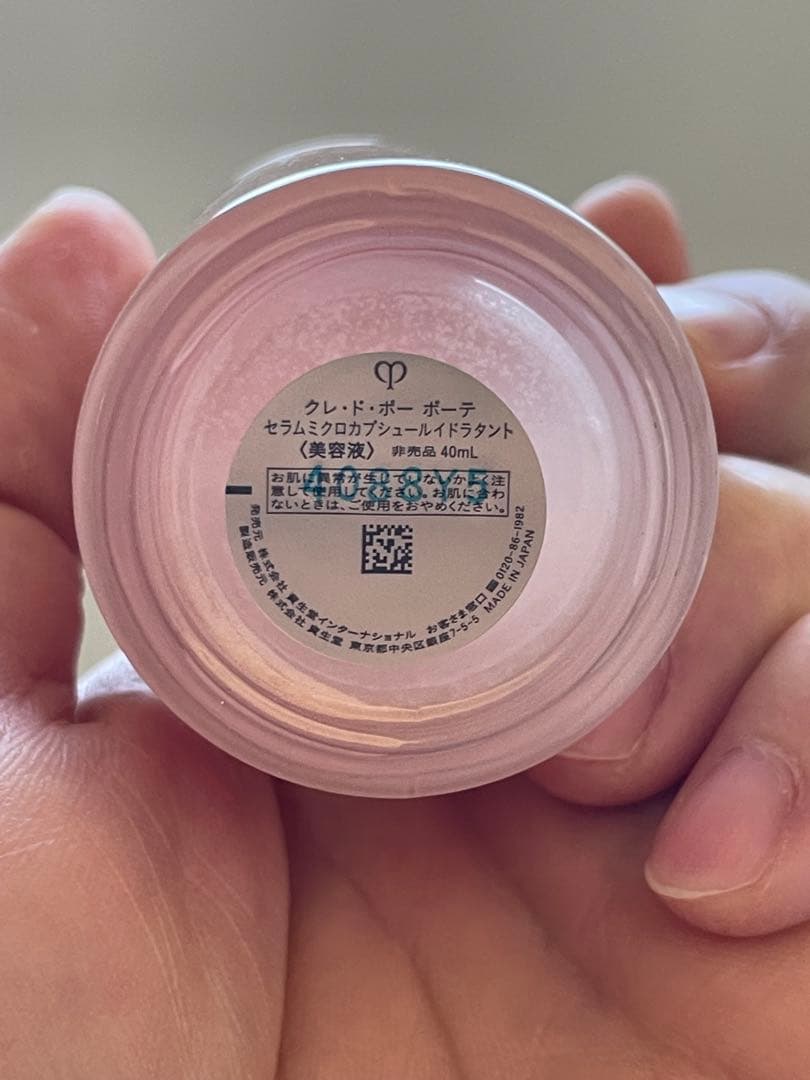 クレ・ド・ポー ボーテ
セラムミクロカプシュールイドラタント
〈美容液〉 非売品 40mL
お肌に異常が生じていないかよく注
意して使用してください。お肌に合わ
ないときは、ご使用をおやめください。
4088Y5
発売元 株式会社 資生堂インターナショナル お客さま窓口 0120-86-1982
製造販売元 株式会社 資生堂 東京都中央区銀座7-5-5 MADE IN JAPAN